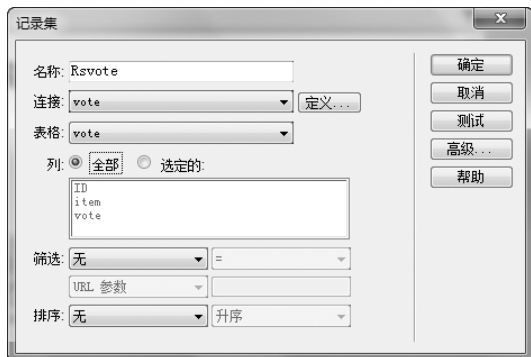 记录集
名称: Rsvote
确定
连接: vote 定义...
取消
表格: vote
测试
列: 全部 选定的:
高级...
ID
帮助
item
vote
筛选: 无 =
URL 参数
排序: 无 升序